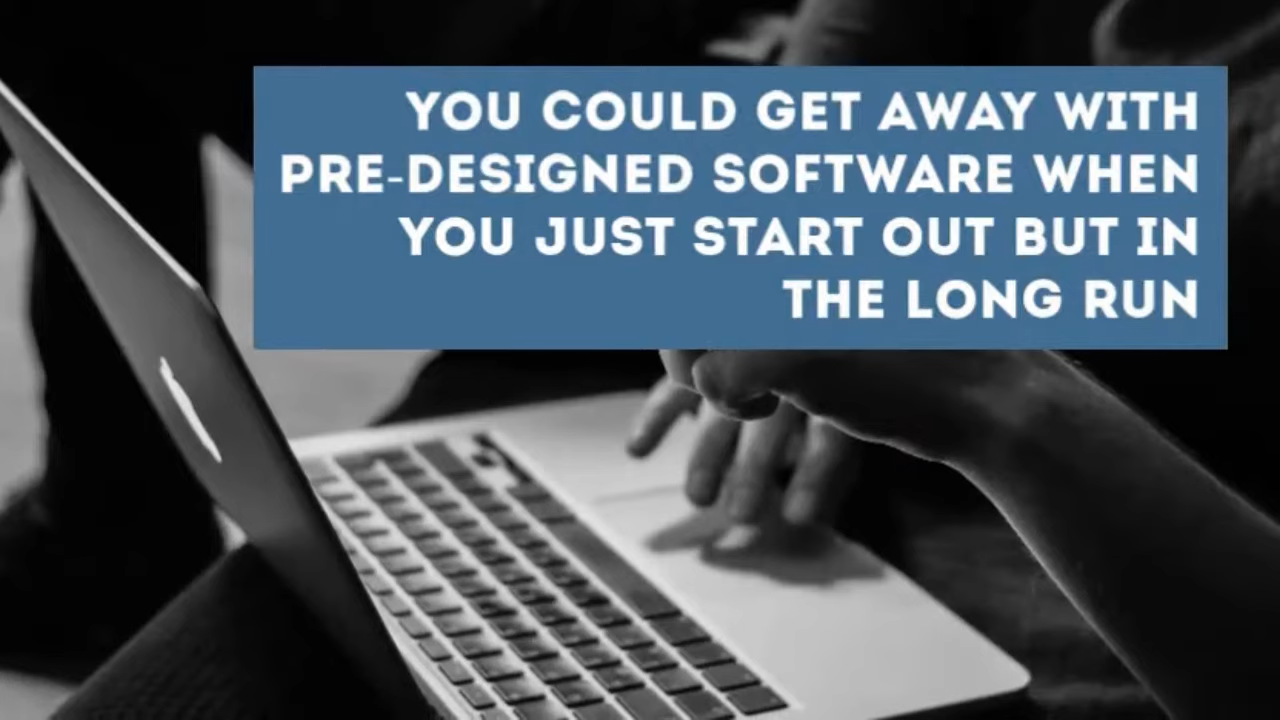 YOU COULD GET AWAY WITH
PRE-DESIGNED SOFTWARE WHEN
YOU JUST START OUT BUT IN
THE LONG RUN